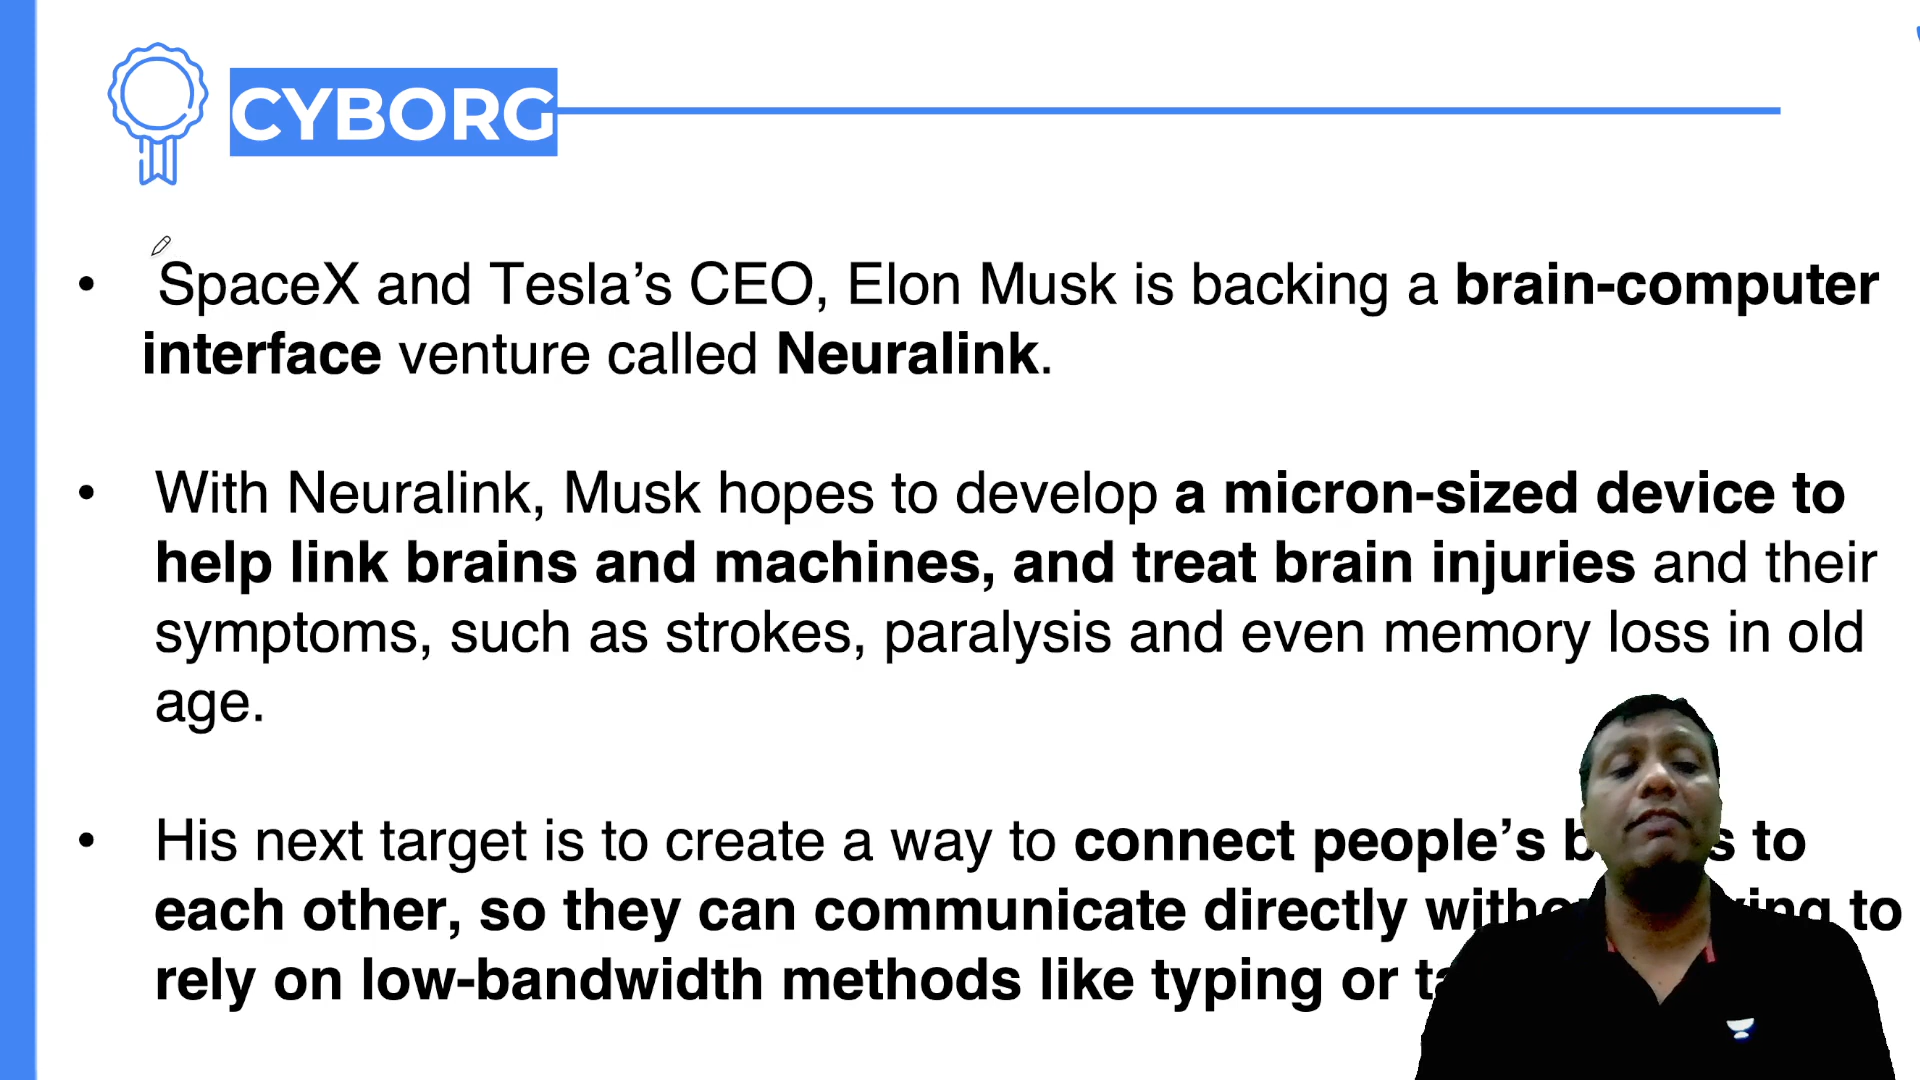 CYBORG
• SpaceX and Tesla’s CEO, Elon Musk is backing a brain-computer
interface venture called Neuralink.
• With Neuralink, Musk hopes to develop a micron-sized device to
help link brains and machines, and treat brain injuries and their
symptoms, such as strokes, paralysis and even memory loss in old
age.
• His next target is to create a way to connect people’s to
each other, so they can communicate directly to
rely on low-bandwidth methods like typing or